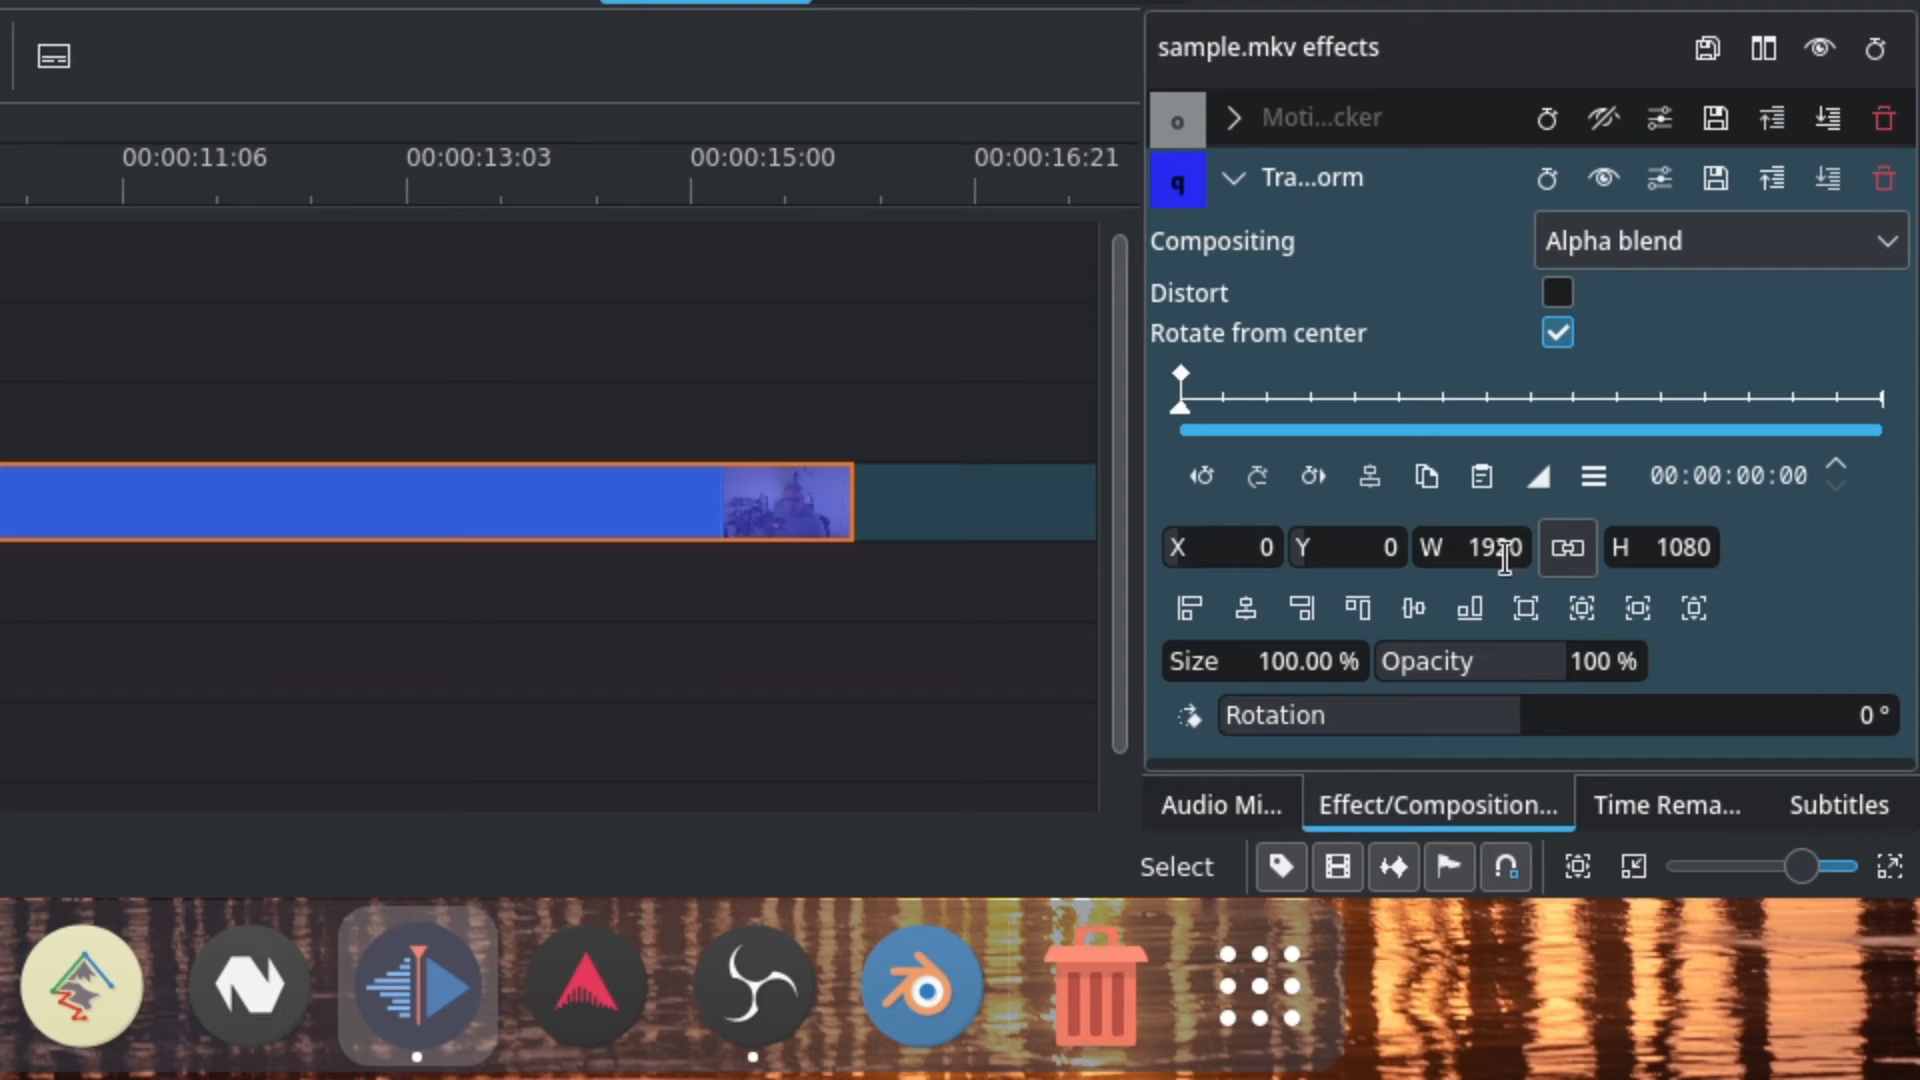 sample.mkv effects
o Moti...cker
00:00:11:06 00:00:13:03 00:00:15:00 00:00:16:21
q Tra...orm
Compositing Alpha blend
Distort
Rotate from center
00:00:00:00
X 0 Y 0 W 1920 H 1080
Size 100.00 % Opacity 100 %
Rotation 0 °
Audio Mi... Effect/Composition... Time Rema... Subtitles
Select